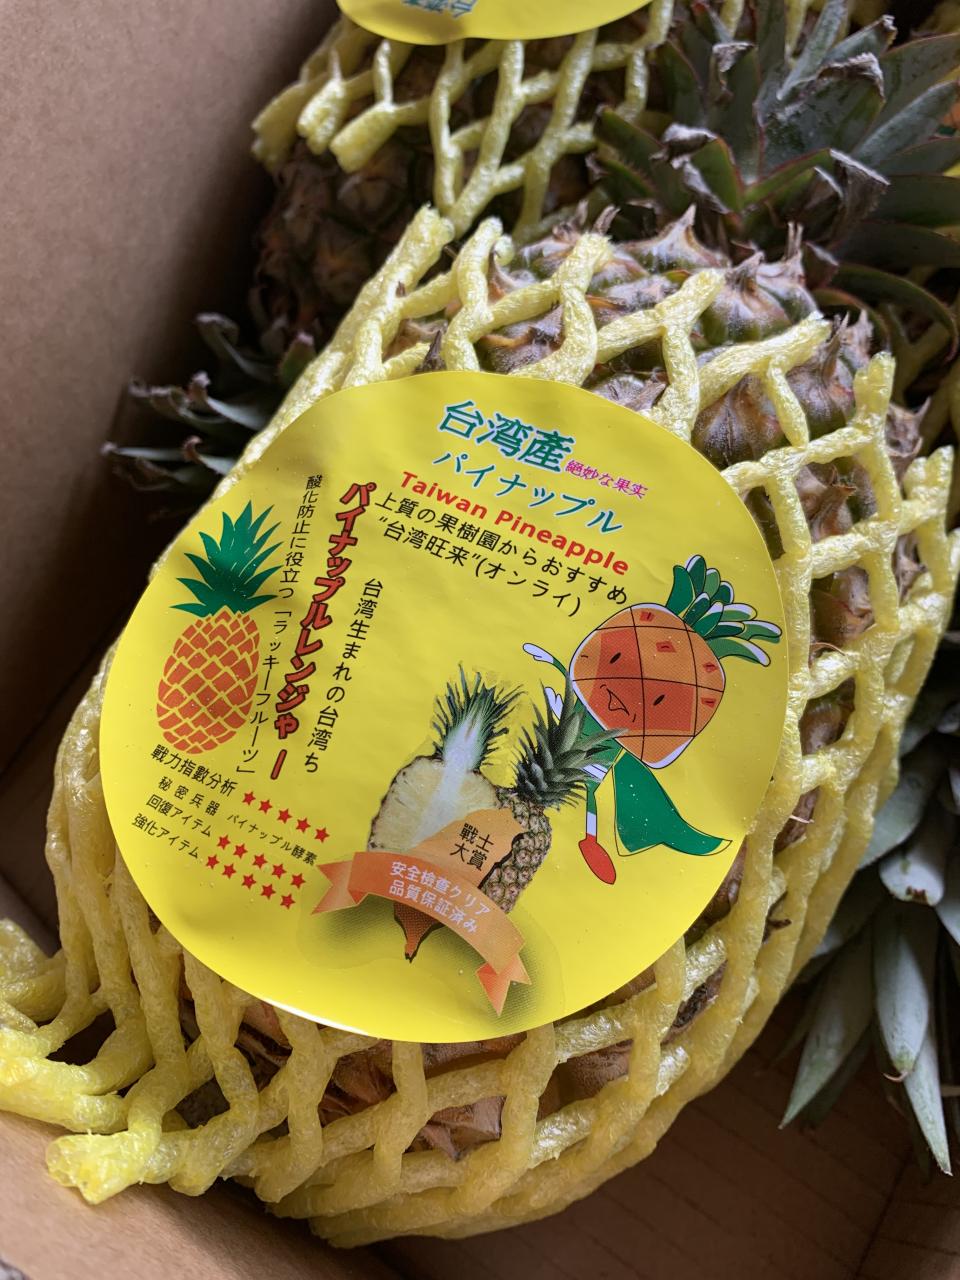 台湾産
絶妙な果実
パイナップル
Taiwan Pineapple
上質の果樹園からおすすめ
"台湾旺来"(オンライ)
台湾生まれの台湾ち
パイナップルレンジャー
酸化防止に役立つ「ラッキーフルーツ」
戰力指數分析 ★★★★★
秘密兵器 パイナップル酵素
回復アイテム ★★★★★
強化アイテム ★★★★★
戰士
大賞
安全検查クリア
品質保証済み
台湾産